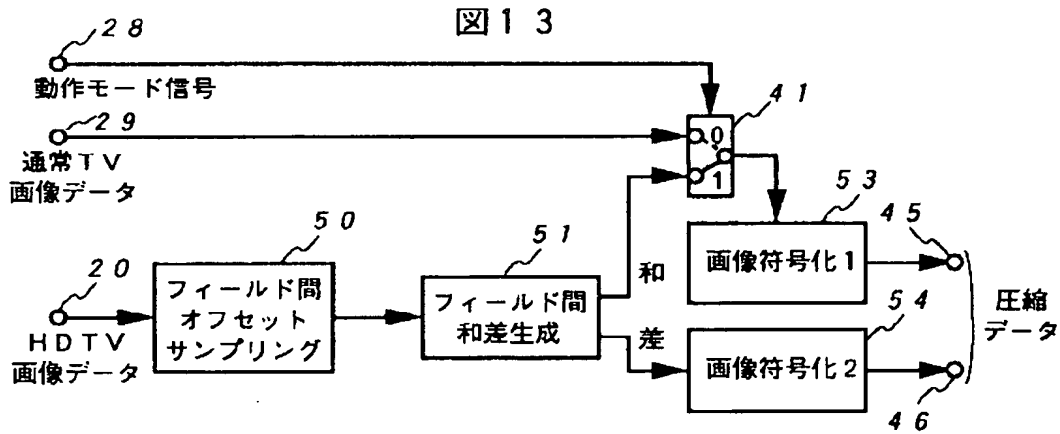 図13
28
動作モード信号
41
29
0
通常TV
画像データ
1
50
51
53
45
20
フィールド間
オフセット
サンプリング
フィールド間
和差生成
和
画像符号化1
HDTV
画像データ
差
54
画像符号化2
圧縮
データ
46